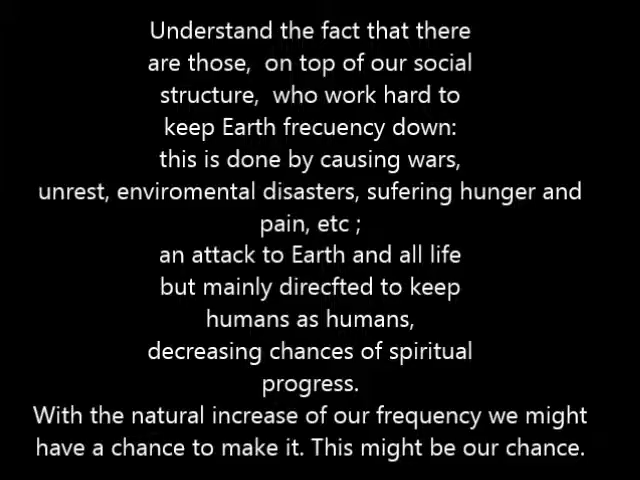 Understand the fact that there
are those, on top of our social
structure, who work hard to
keep Earth frecuency down:
this is done by causing wars,
unrest, enviromental disasters, sufering hunger and
pain, etc ;
an attack to Earth and all life
but mainly direcfted to keep
humans as humans,
decreasing chances of spiritual
progress.
With the natural increase of our frequency we might
have a chance to make it. This might be our chance.